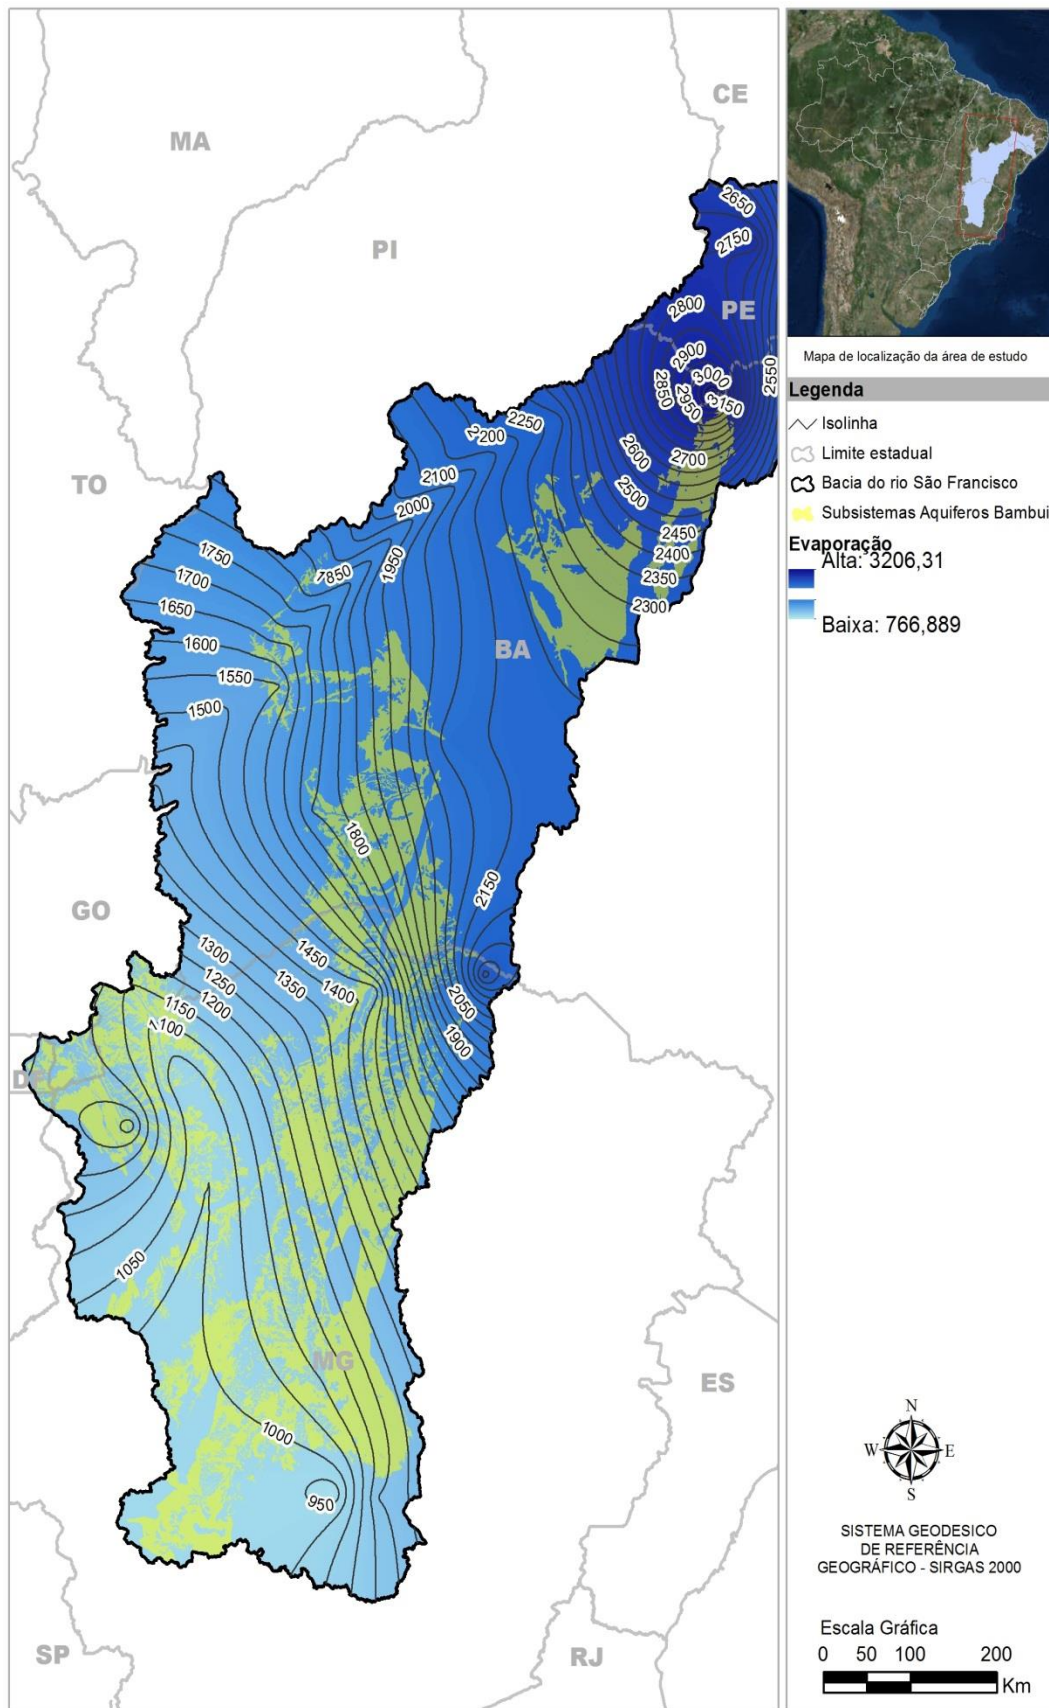 CE
MA
PI
2650
2750
2800
PE
2900
3000
2850
2950
3150
2550
2250
2200
2600
2700
2100
2500
TO
2000
2450
1750
1950
2400
1700
1850
2350
1650
2300
1600
BA
1550
1500
1800
2150
GO
1300
1450
1250
1350
1400
1200
2050
1150
1100
1900
DF
1050
MG
ES
1000
950
SP
RJ
Mapa de localização da área de estudo
Legenda
Isolinha
Limite estadual
Bacia do rio São Francisco
Subsistemas Aquiferos Bambui
Evaporação
Alta: 3206,31
Baixa: 766,889
N
W E
S
SISTEMA GEODESICO
DE REFERÊNCIA
GEOGRÁFICO - SIRGAS 2000
Escala Gráfica
0 50 100 200
Km